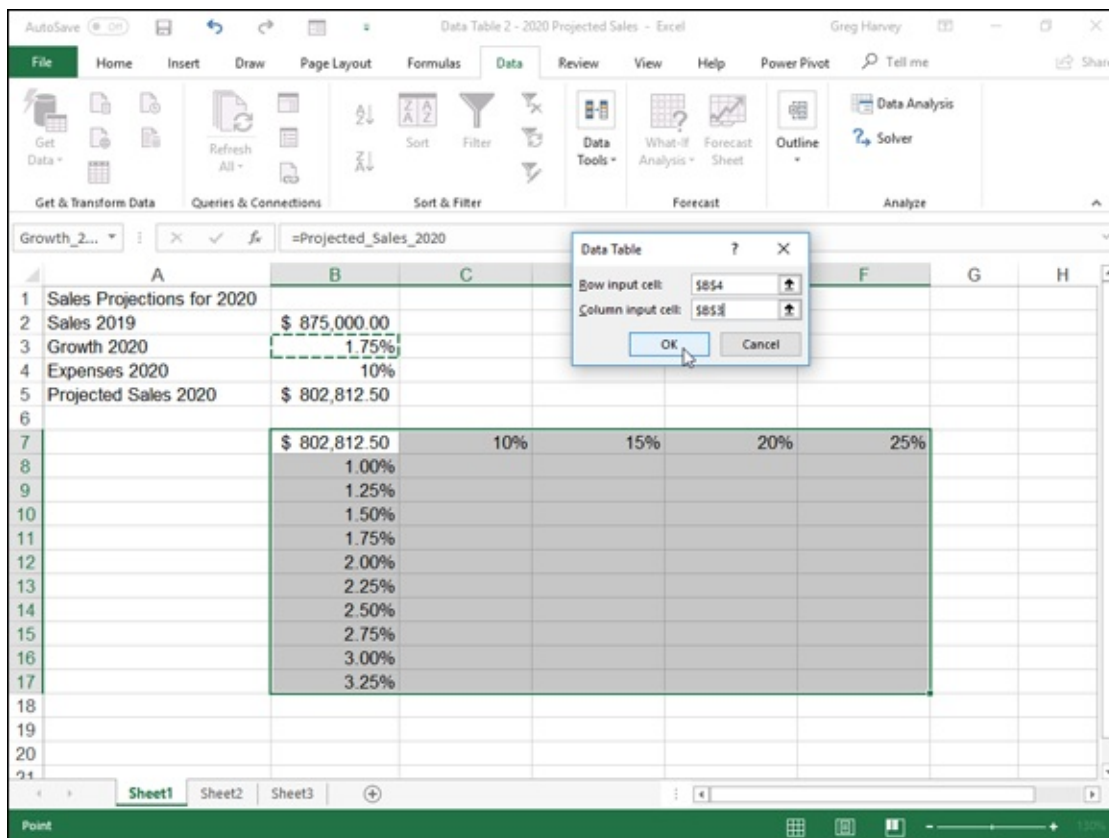 AutoSave Off Data Table 2 - 2020 Projected Sales - Excel Greg Harvey
File Home Insert Draw Page Layout Formulas Data Review View Help Power Pivot Tell me Shar
Get Data Refresh All Sort Filter Data Tools What-If Analysis Forecast Sheet Outline Data Analysis
Solver
Get & Transform Data Queries & Connections Sort & Filter Forecast Analyze
Growth_2... fx =Projected_Sales_2020
Data Table ? X
Row input cell: $B$4
Column input cell: $B$3
OK Cancel
A B C F G H
1 Sales Projections for 2020
2 Sales 2019 $ 875,000.00
3 Growth 2020 1.75%
4 Expenses 2020 10%
5 Projected Sales 2020 $ 802,812.50
6
7 $ 802,812.50 10% 15% 20% 25%
8 1.00%
9 1.25%
10 1.50%
11 1.75%
12 2.00%
13 2.25%
14 2.50%
15 2.75%
16 3.00%
17 3.25%
18
19
20
21
Sheet1 Sheet2 Sheet3
Point 130%